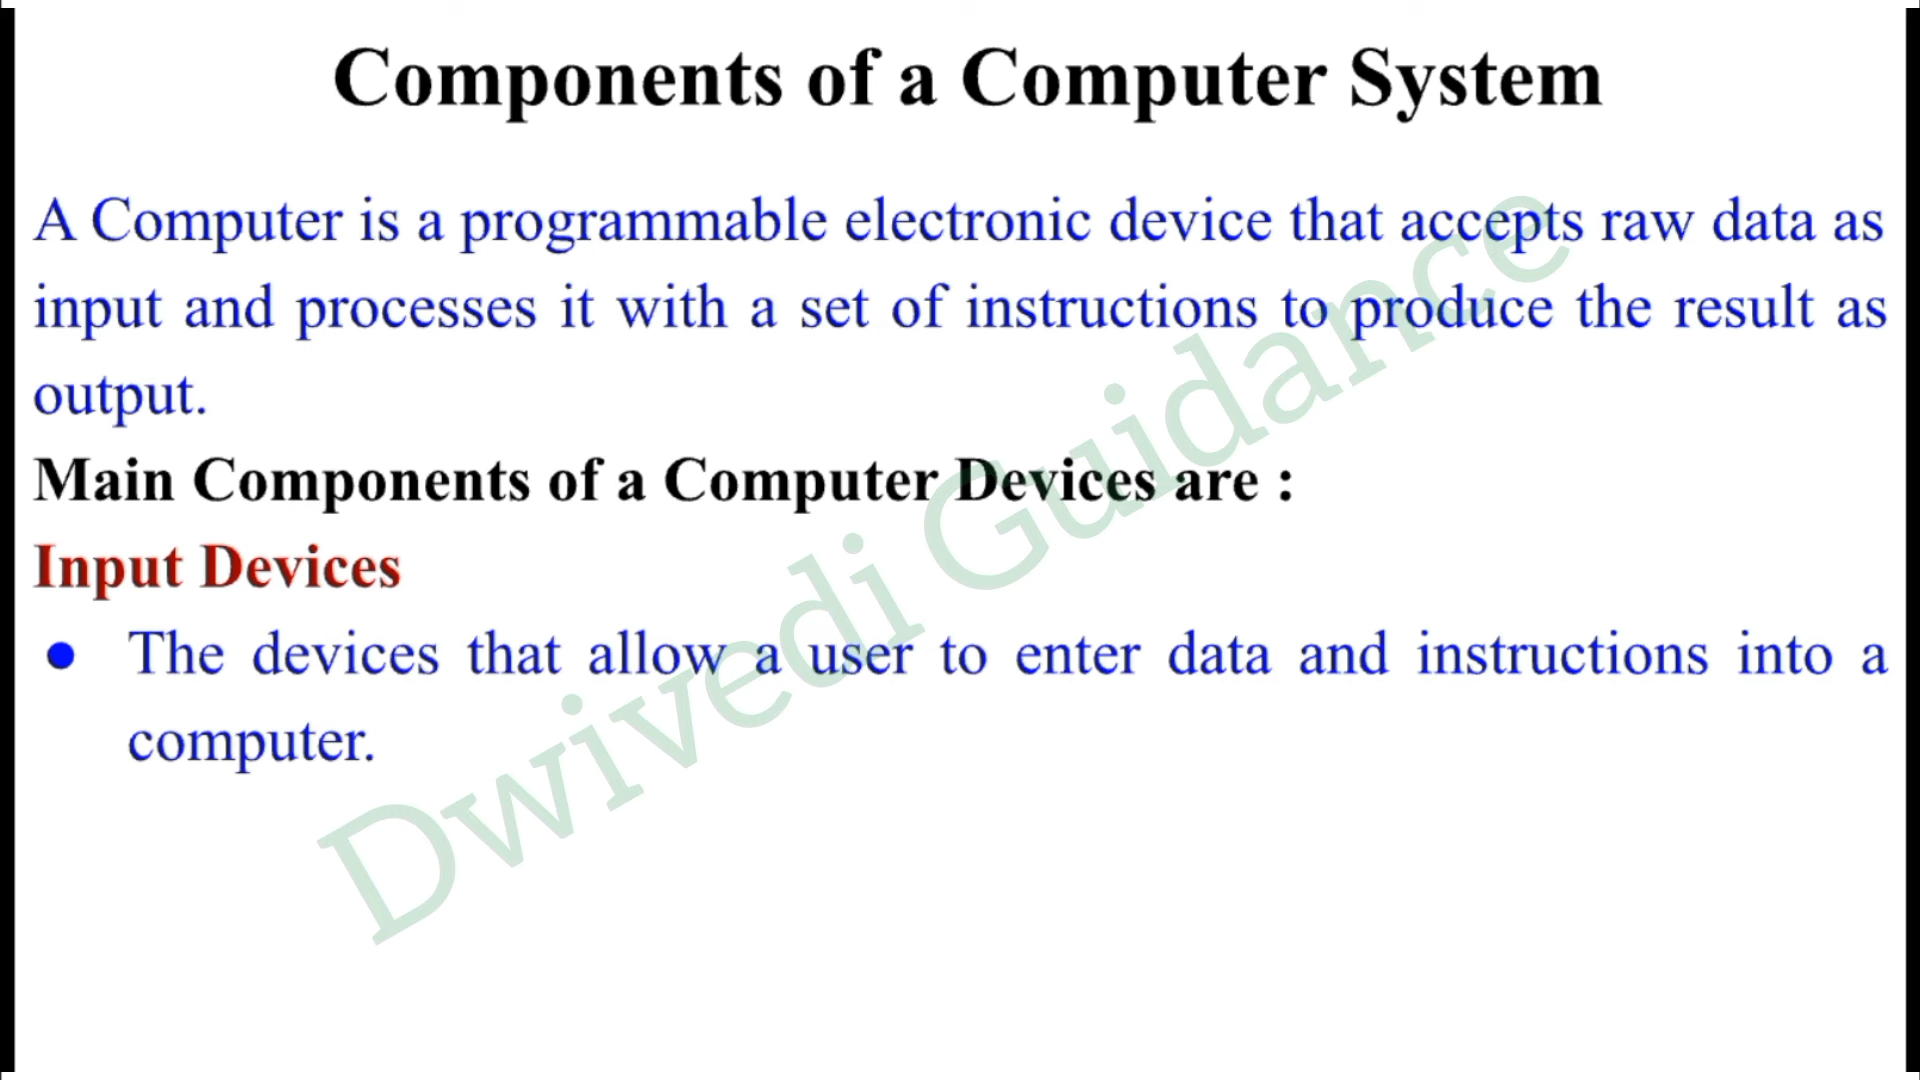 Components of a Computer System
A Computer is a programmable electronic device that accepts raw data as
input and processes it with a set of instructions to produce the result as
output.
Main Components of a Computer Devices are :
Input Devices
● The devices that allow a user to enter data and instructions into a
computer.
Dwivedi Guidance